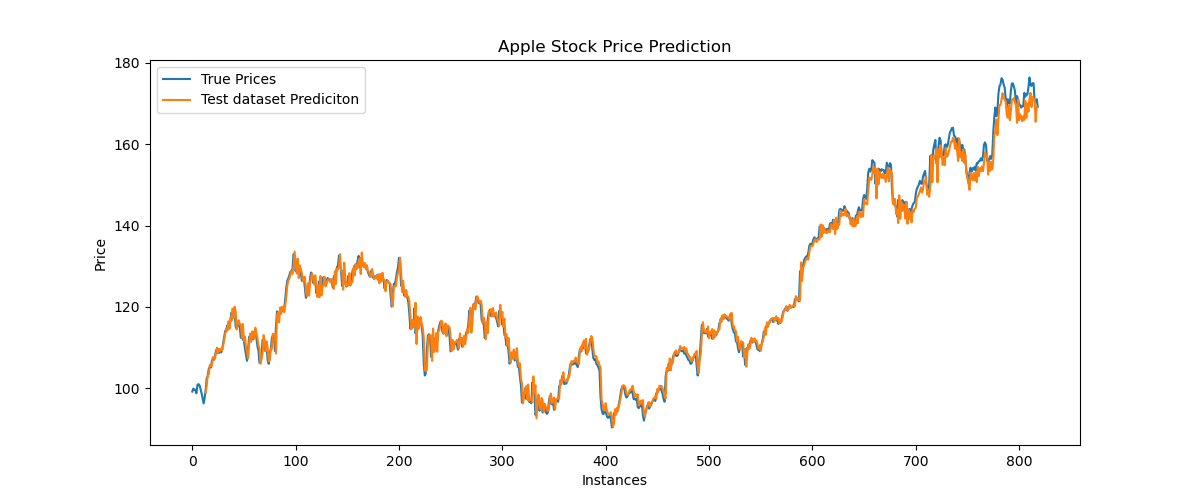 Apple Stock Price Prediction
True Prices
Test dataset Prediciton
180
160
140
120
100
Price
0 100 200 300 400 500 600 700 800
Instances